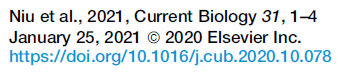 Niu et al., 2021, Current Biology 31, 1–4
January 25, 2021 © 2020 Elsevier Inc.
https://doi.org/10.1016/j.cub.2020.10.078